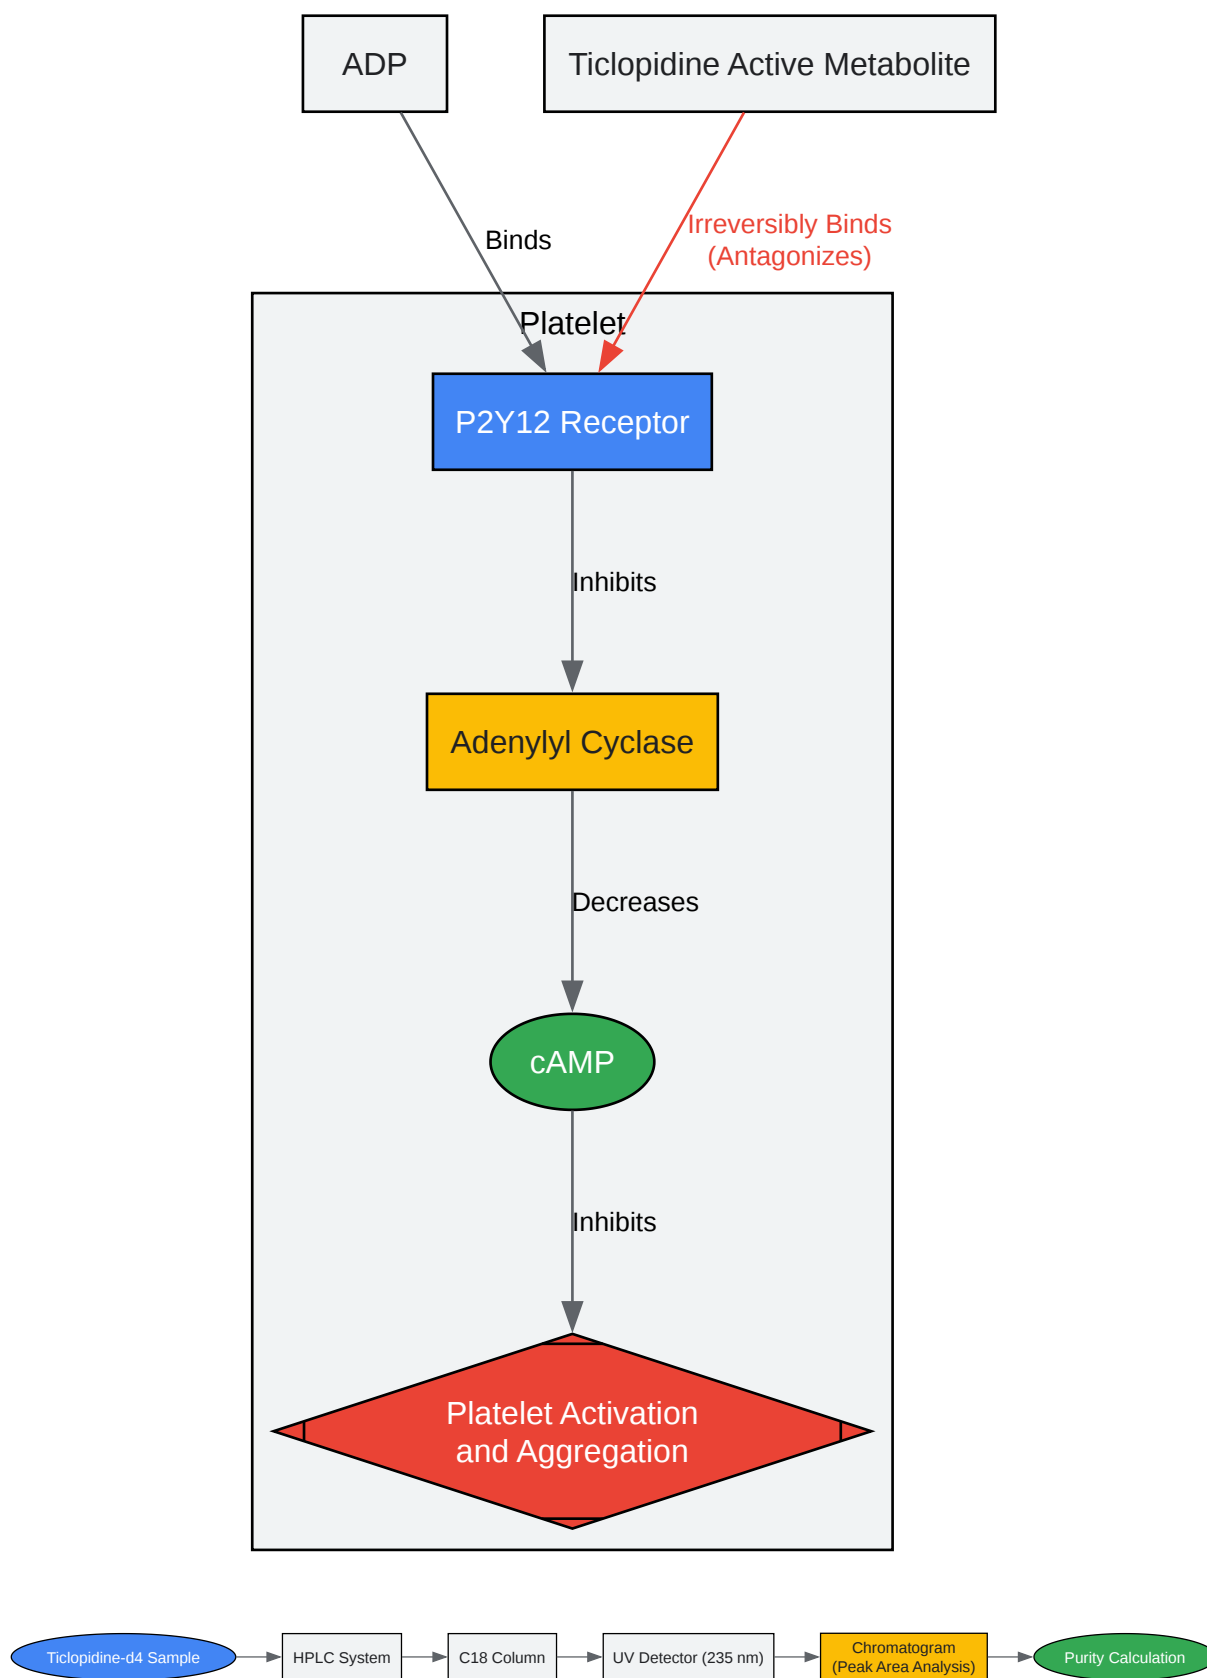 ADP
Ticlopidine Active Metabolite
Binds
Irreversibly Binds
(Antagonizes)
Platelet
P2Y12 Receptor
Inhibits
Adenylyl Cyclase
Decreases
cAMP
Inhibits
Platelet Activation
and Aggregation
Ticlopidine-d4 Sample
HPLC System
C18 Column
UV Detector (235 nm)
Chromatogram
(Peak Area Analysis)
Purity Calculation